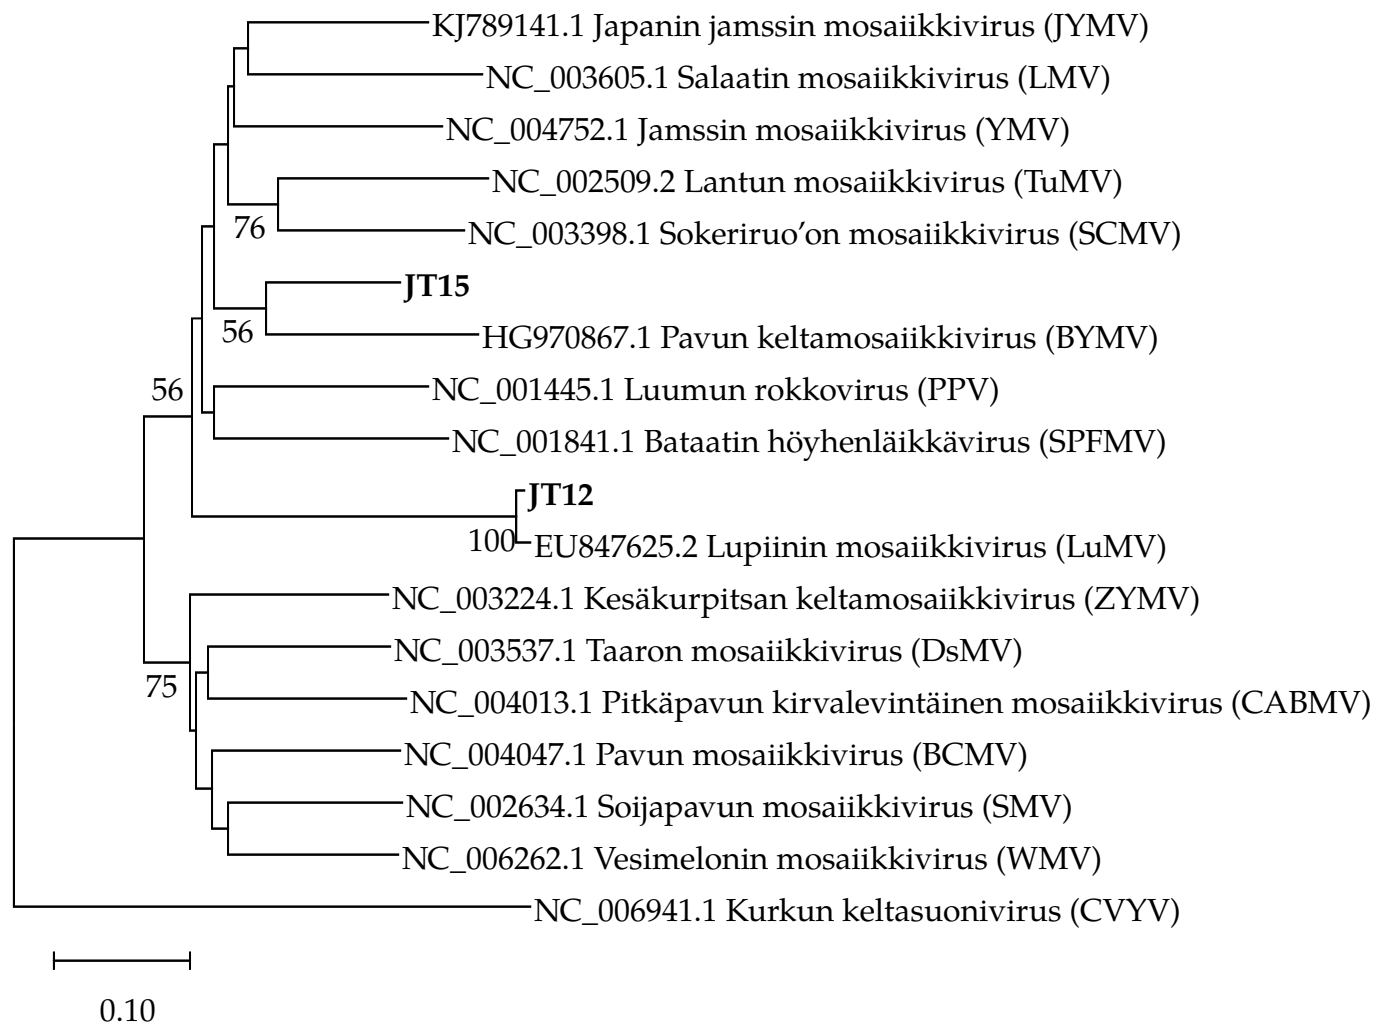 KJ789141.1 Japanin jamssin mosaiikkivirus (JYMV)
NC_003605.1 Salaatin mosaiikkivirus (LMV)
NC_004752.1 Jamssin mosaiikkivirus (YMV)
NC_002509.2 Lantun mosaiikkivirus (TuMV)
76
NC_003398.1 Sokeriruo’on mosaiikkivirus (SCMV)
JT15
56
HG970867.1 Pavun keltamosaiikkivirus (BYMV)
56
NC_001445.1 Luumun rokkovirus (PPV)
NC_001841.1 Bataatin höyhenläikkävirus (SPFMV)
JT12
100
EU847625.2 Lupiinin mosaiikkivirus (LuMV)
NC_003224.1 Kesäkurpitsan keltamosaiikkivirus (ZYMV)
NC_003537.1 Taaron mosaiikkivirus (DsMV)
75
NC_004013.1 Pitkäpavun kirvalevintäinen mosaiikkivirus (CABMV)
NC_004047.1 Pavun mosaiikkivirus (BCMV)
NC_002634.1 Soijapavun mosaiikkivirus (SMV)
NC_006262.1 Vesimelonin mosaiikkivirus (WMV)
NC_006941.1 Kurkun keltasuonivirus (CVYV)
0.10